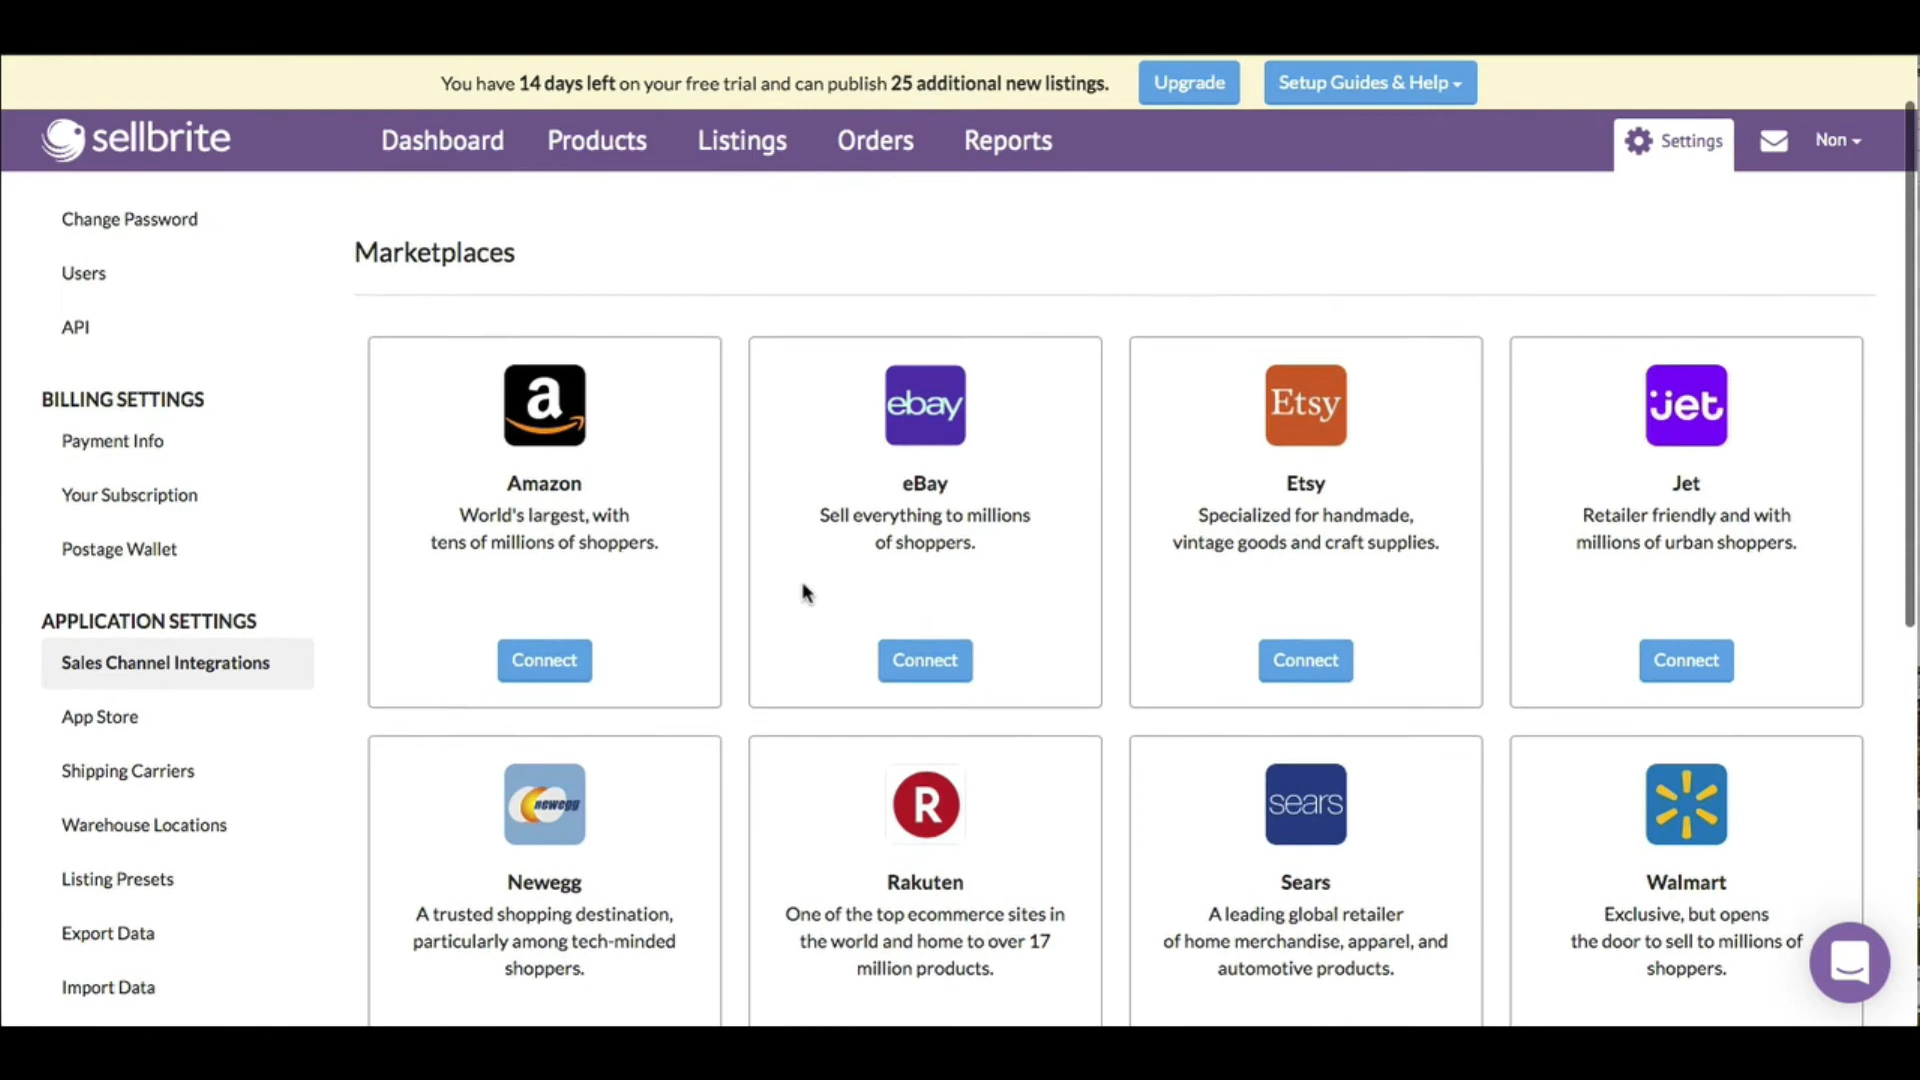 You have 14 days left on your free trial and can publish 25 additional new listings.
Upgrade
Setup Guides & Help
sellbrite
Dashboard
Products
Listings
Orders
Reports
Settings
Non
Change Password
Users
API
BILLING SETTINGS
Payment Info
Your Subscription
Postage Wallet
APPLICATION SETTINGS
Sales Channel Integrations
App Store
Shipping Carriers
Warehouse Locations
Listing Presets
Export Data
Import Data
Marketplaces
a
Amazon
World's largest, with
tens of millions of shoppers.
Connect
ebay
eBay
Sell everything to millions
of shoppers.
Connect
Etsy
Etsy
Specialized for handmade,
vintage goods and craft supplies.
Connect
jet
Jet
Retailer friendly and with
millions of urban shoppers.
Connect
newegg
Newegg
A trusted shopping destination,
particularly among tech-minded
shoppers.
R
Rakuten
One of the top ecommerce sites in
the world and home to over 17
million products.
sears
Sears
A leading global retailer
of home merchandise, apparel, and
automotive products.
Walmart
Exclusive, but opens
the door to sell to millions of
shoppers.